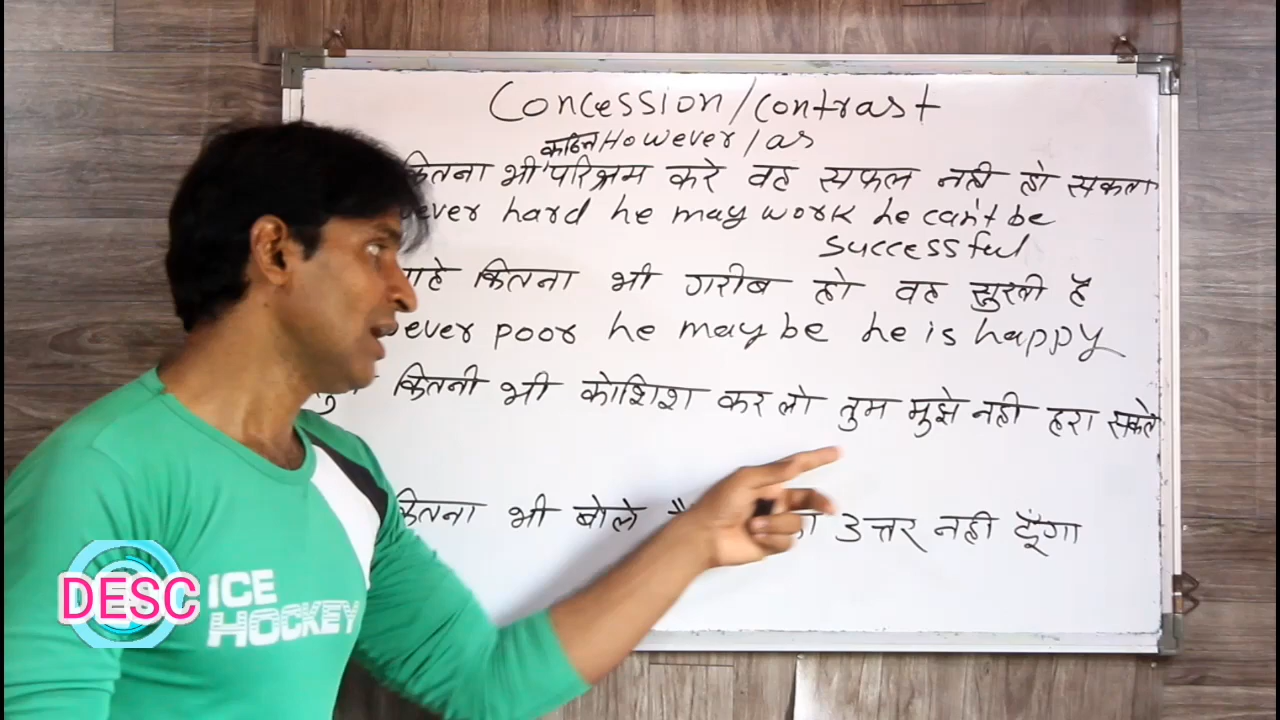 Concession/contrast
कठिन However/as
कितना भी परिश्रम करे वह सफल नही हो सकता
ever hard he may work he can't be
successful
कितना भी गरीब हो वह सुखी है
ever poor he may be he is happy
कितनी भी कोशिश कर लो तुम मुझे नही हरा सकते
कितना भी बोले उत्तर नही दूँगा
DESC
ICE
HOCKEY